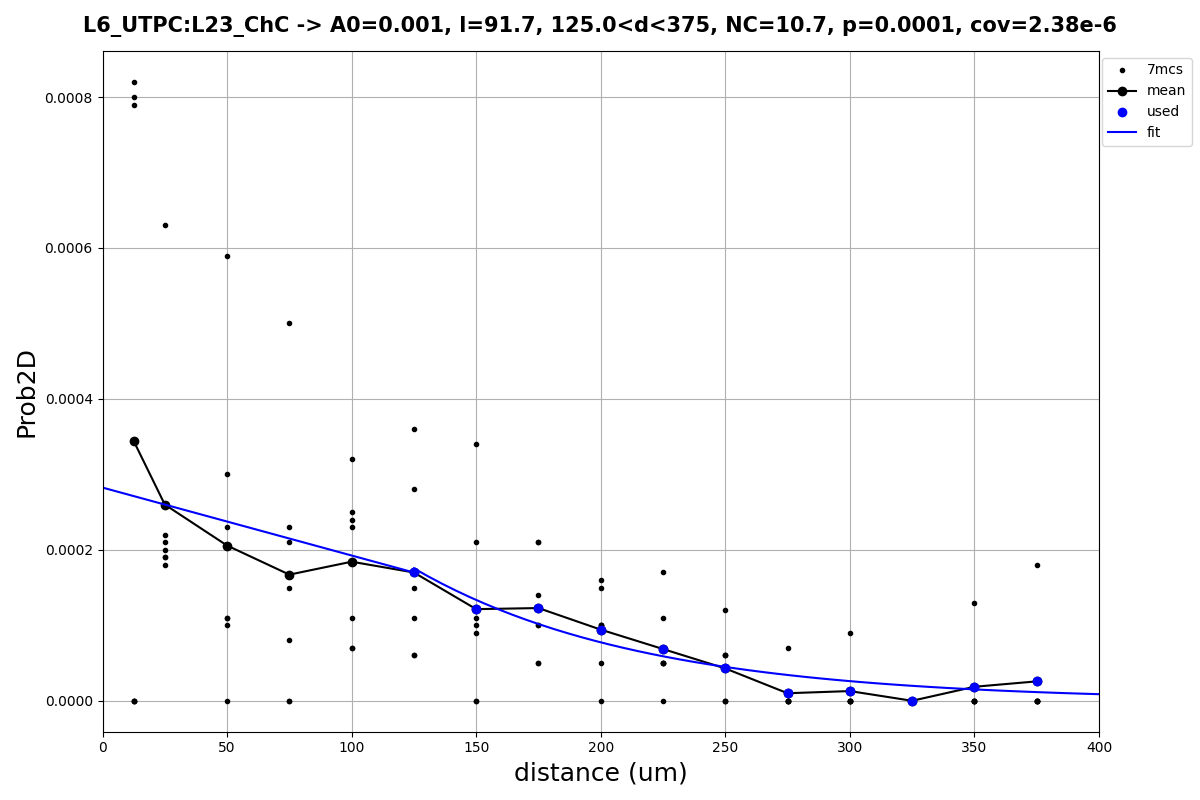 L6_UTPC:L23_ChC -> A0=0.001, l=91.7, 125.0<d<375, NC=10.7, p=0.0001, cov=2.38e-6
7mcs
mean
used
fit
Prob2D
0.0008
0.0006
0.0004
0.0002
0.0000
0 50 100 150 200 250 300 350 400
distance (um)